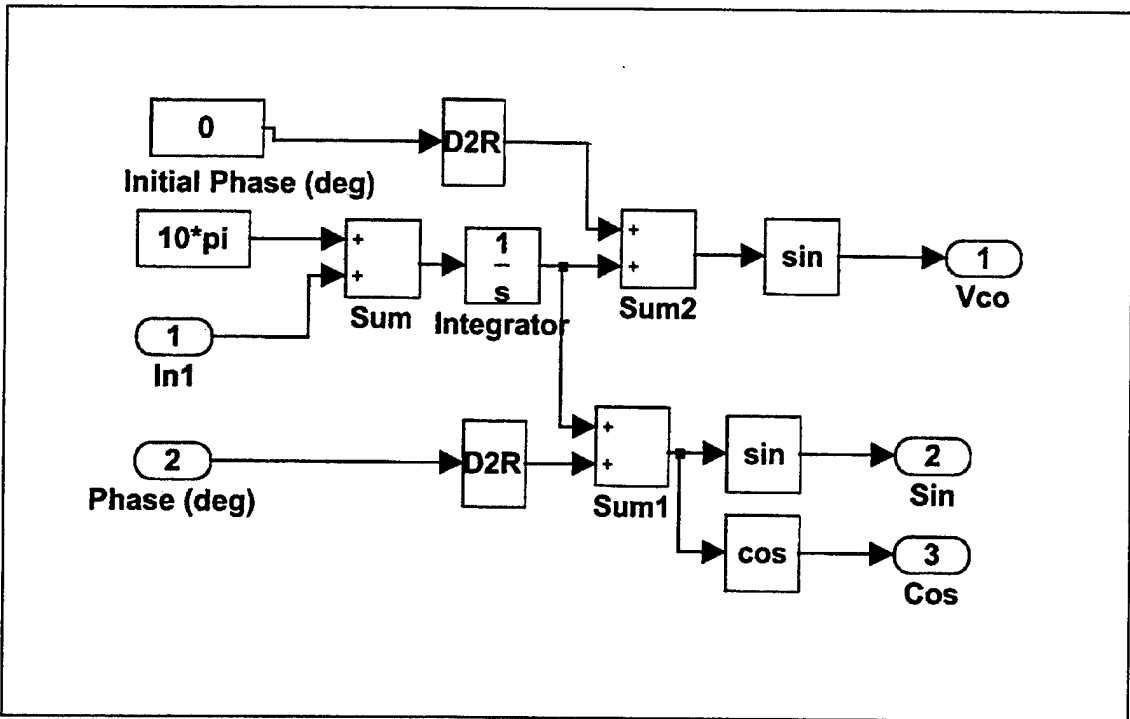 0
D2R
Initial Phase (deg)
10*pi
+
+
Sum
1
s
Integrator
+
+
Sum2
sin
1
Vco
1
In1
2
Phase (deg)
D2R
+
+
Sum1
sin
2
Sin
cos
3
Cos